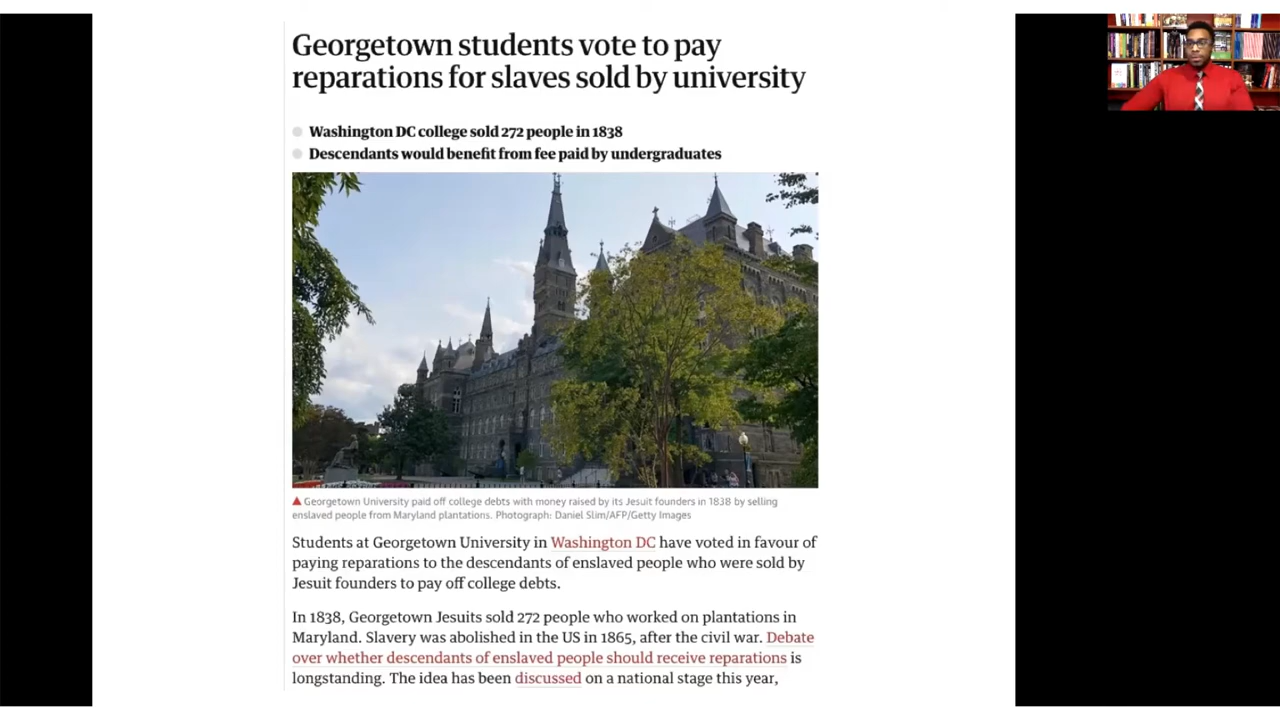 Georgetown students vote to pay
reparations for slaves sold by university
Washington DC college sold 272 people in 1838
Descendants would benefit from fee paid by undergraduates
Georgetown University paid off college debts with money raised by its Jesuit founders in 1838 by selling
enslaved people from Maryland plantations. Photograph: Daniel Slim/AFP/Getty Images
Students at Georgetown University in Washington DC have voted in favour of
paying reparations to the descendants of enslaved people who were sold by
Jesuit founders to pay off college debts.
In 1838, Georgetown Jesuits sold 272 people who worked on plantations in
Maryland. Slavery was abolished in the US in 1865, after the civil war. Debate
over whether descendants of enslaved people should receive reparations is
longstanding. The idea has been discussed on a national stage this year,